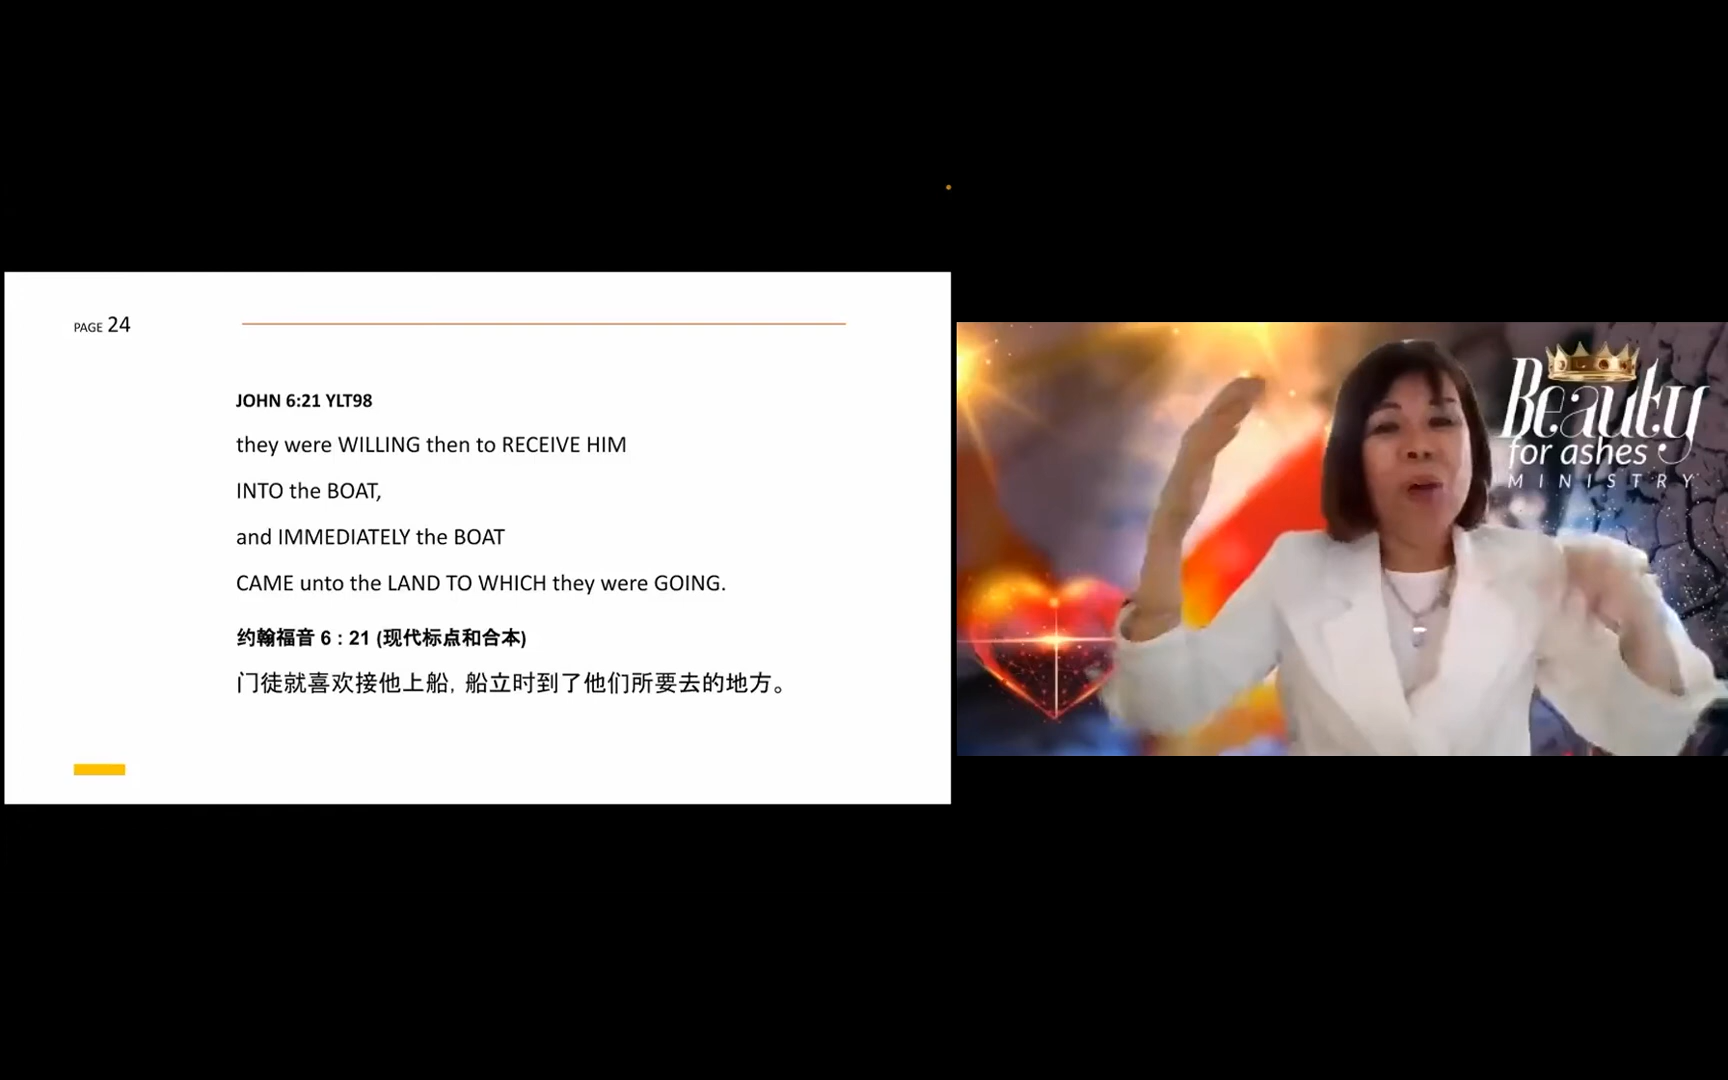 PAGE 24
JOHN 6:21 YLT98
they were WILLING then to RECEIVE HIM
INTO the BOAT,
and IMMEDIATELY the BOAT
CAME unto the LAND TO WHICH they were GOING.
约翰福音 6 : 21 (现代标点和合本)
门徒就喜欢接他上船, 船立时到了他们所要去的地方。
Beauty
for ashes
MINISTRY